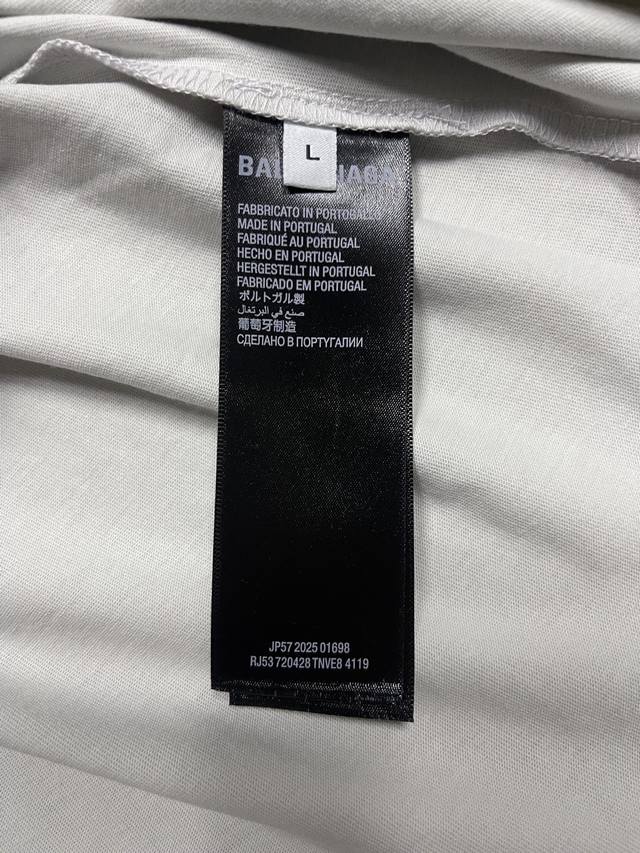 L
FABBRICATO IN PORTOGALLO
MADE IN PORTUGAL
FABRIQUÉ AU PORTUGAL
HECHO EN PORTUGAL
HERGESTELLT IN PORTUGAL
FABRICADO EM PORTUGAL
ポルトガル製
صنع في البرتغال
葡萄牙制造
СДЕЛАНО В ПОРТУГАЛИИ
JP57 2025 01698
RJ53 720428 TNVE8 4119